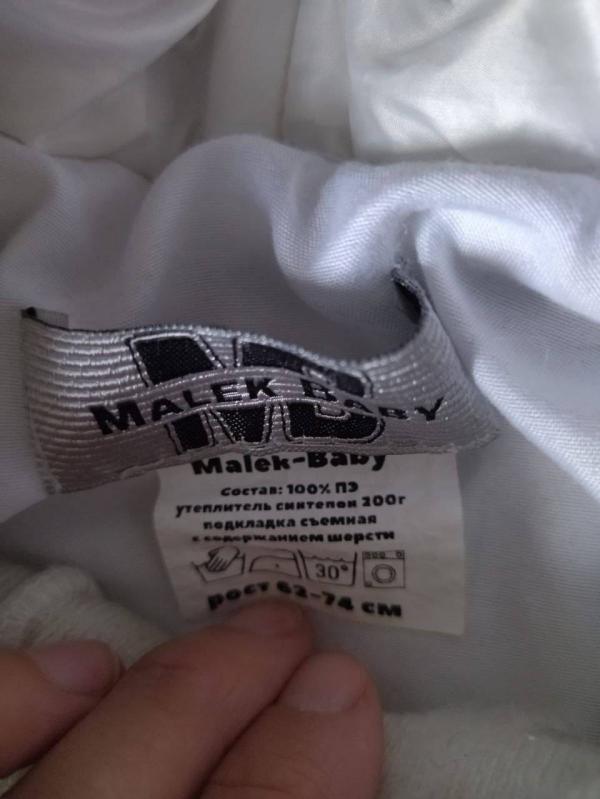 MALEK BABY
Malek-Baby
Состав: 100% ПЭ
утеплитель синтепон 200г
подкладка съемная
с содержанием шерсти
30°
рост 62-74 см